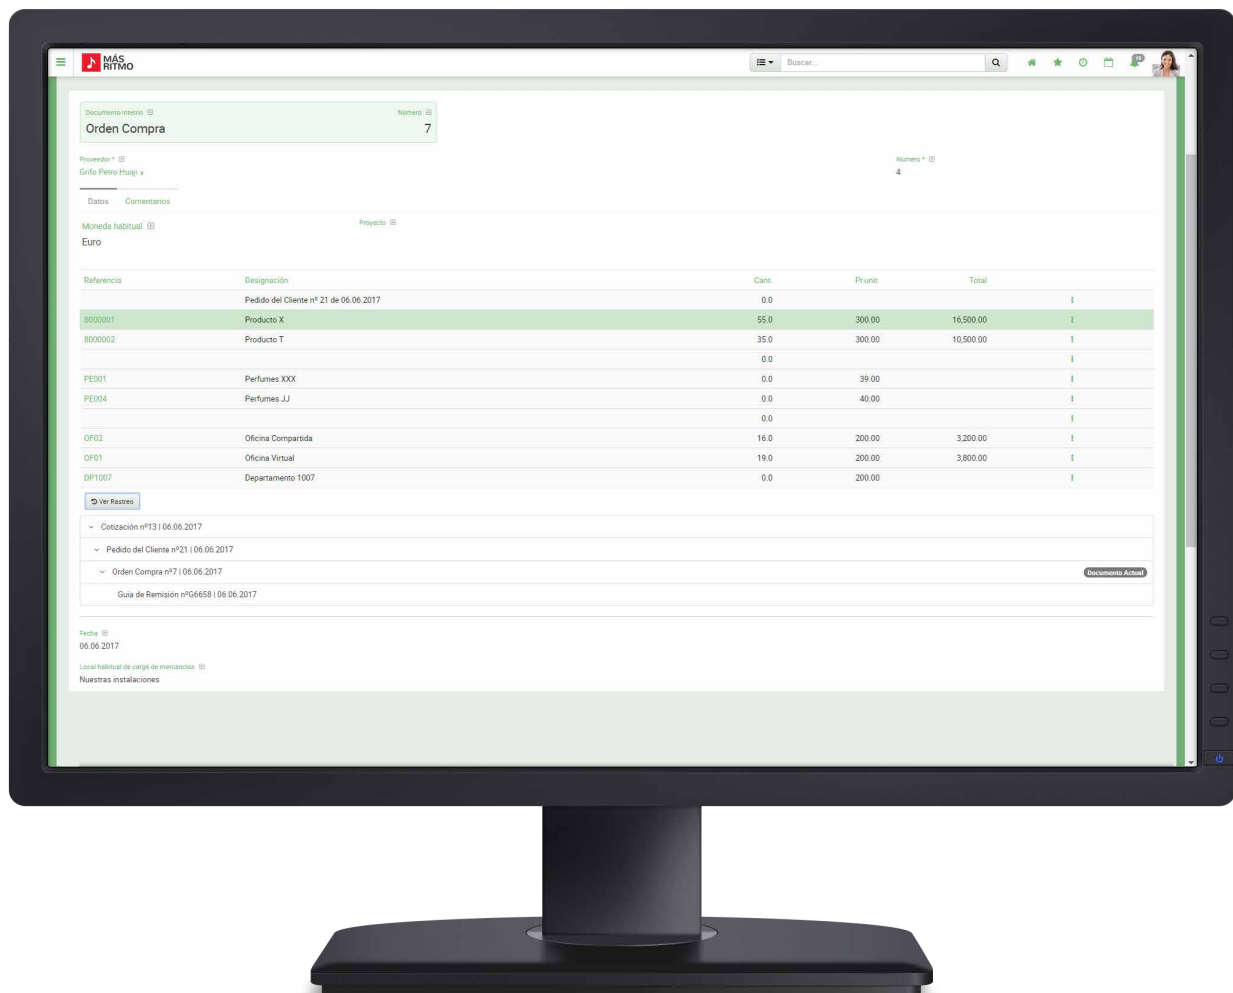 MÁS
RITMO
Buscar...
18
Documento interno
Número
Orden Compra
7
Proveedor *
Número *
Grifo Petro Huaji >
4
Datos
Comentarios
Moneda habitual
Proyecto
Euro
Referencia Designación Cant. Pr.unit. Total
Pedido del Cliente nº 21 de 06.06.2017 0.0
8000001 Producto X 55.0 300.00 16,500.00
8000002 Producto T 35.0 300.00 10,500.00
0.0
PE001 Perfumes XXX 0.0 39.00
PE004 Perfumes JJ 0.0 40.00
0.0
OF02 Oficina Compartida 16.0 200.00 3,200.00
OF01 Oficina Virtual 19.0 200.00 3,800.00
DP1007 Departamento 1007 0.0 200.00
Ver Rastreo
Cotización nº13 | 06.06.2017
Pedido del Cliente nº21 | 06.06.2017
Orden Compra nº7 | 06.06.2017 Documento Actual
Guia de Remisión nºG6658 | 06.06.2017
Fecha
06.06.2017
Local habitual de carga de mercancias
Nuestras instalaciones